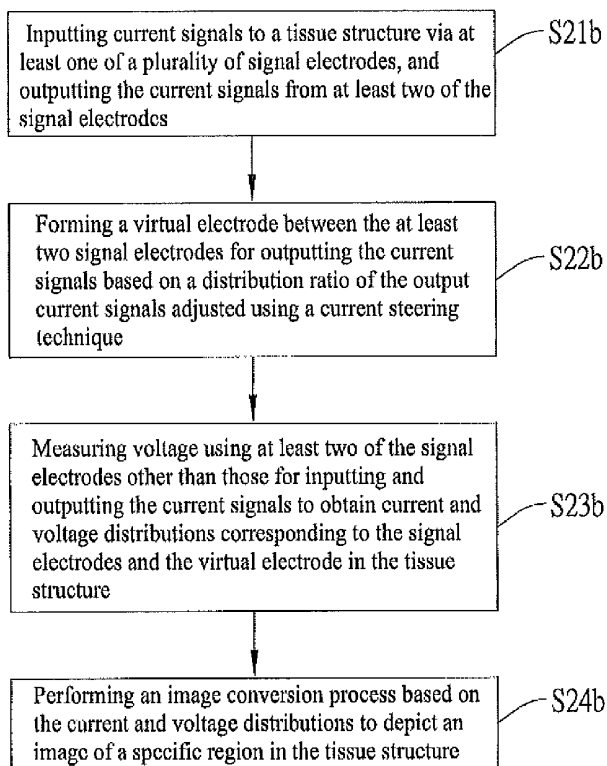 Inputting current signals to a tissue structure via at
least one of a plurality of signal electrodes, and
outputting the current signals from at least two of the
signal electrodes
S21b
Forming a virtual electrode between the at least
two signal electrodes for outputting the current
signals based on a distribution ratio of the output
current signals adjusted using a current steering
technique
S22b
Measuring voltage using at least two of the signal
electrodes other than those for inputting and
outputting the current signals to obtain current and
voltage distributions corresponding to the signal
electrodes and the virtual electrode in the tissue
structure
S23b
Performing an image conversion process based on
the current and voltage distributions to depict an
image of a specific region in the tissue structure
S24b